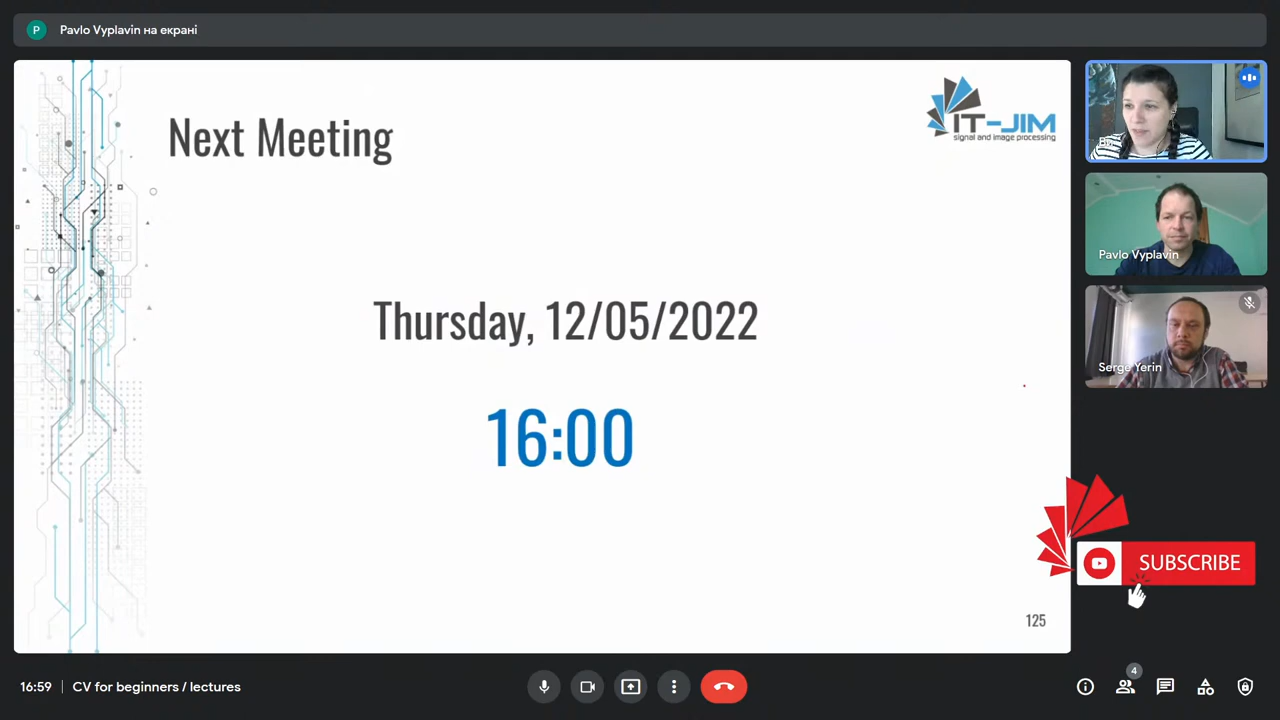 P
Pavlo Vyplavin на екрані
Next Meeting
IT-JIM
signal and image processing
Thursday, 12/05/2022
16:00
125
Pavlo Vyplavin
Serge Yerin
SUBSCRIBE
16:59
CV for beginners / lectures
4